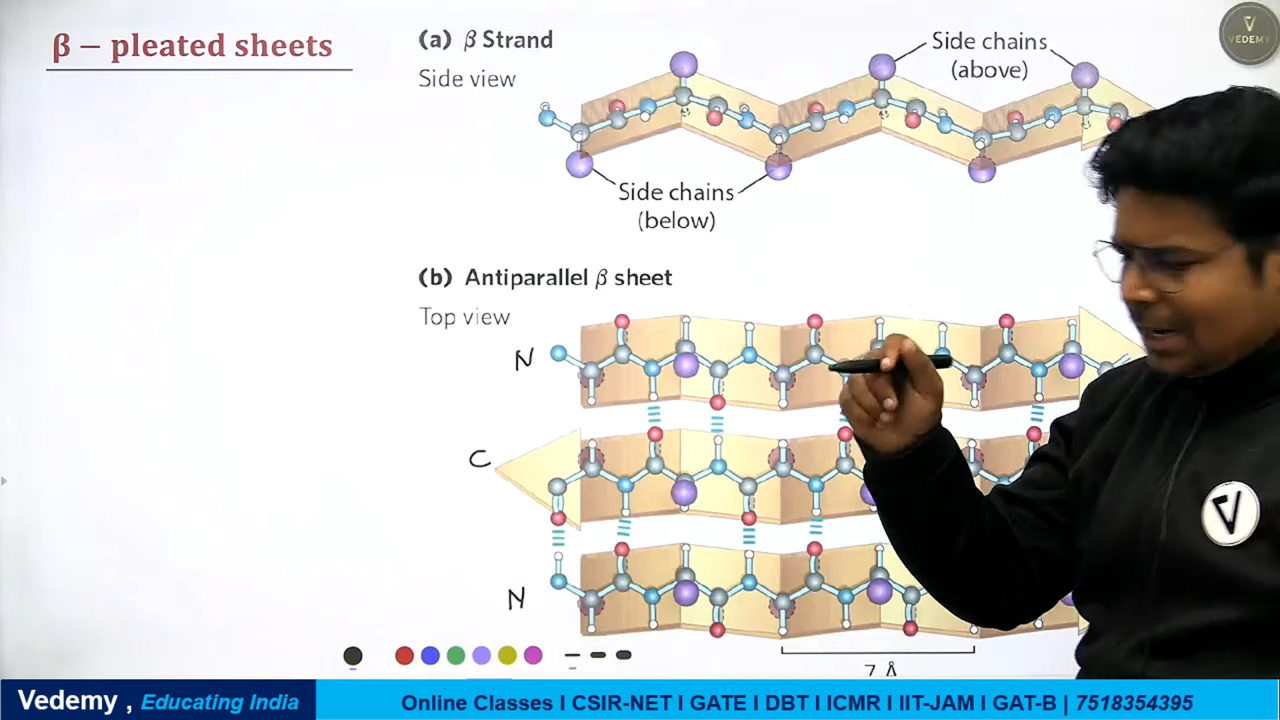 β – pleated sheets
(a) β Strand
Side view
Side chains
(above)
VEDEMY
Side chains
(below)
(b) Antiparallel β sheet
Top view
N
C
N
7 Å
Vedemy , Educating India
Online Classes I CSIR-NET I GATE I DBT I ICMR I IIT-JAM I GAT-B | 7518354395